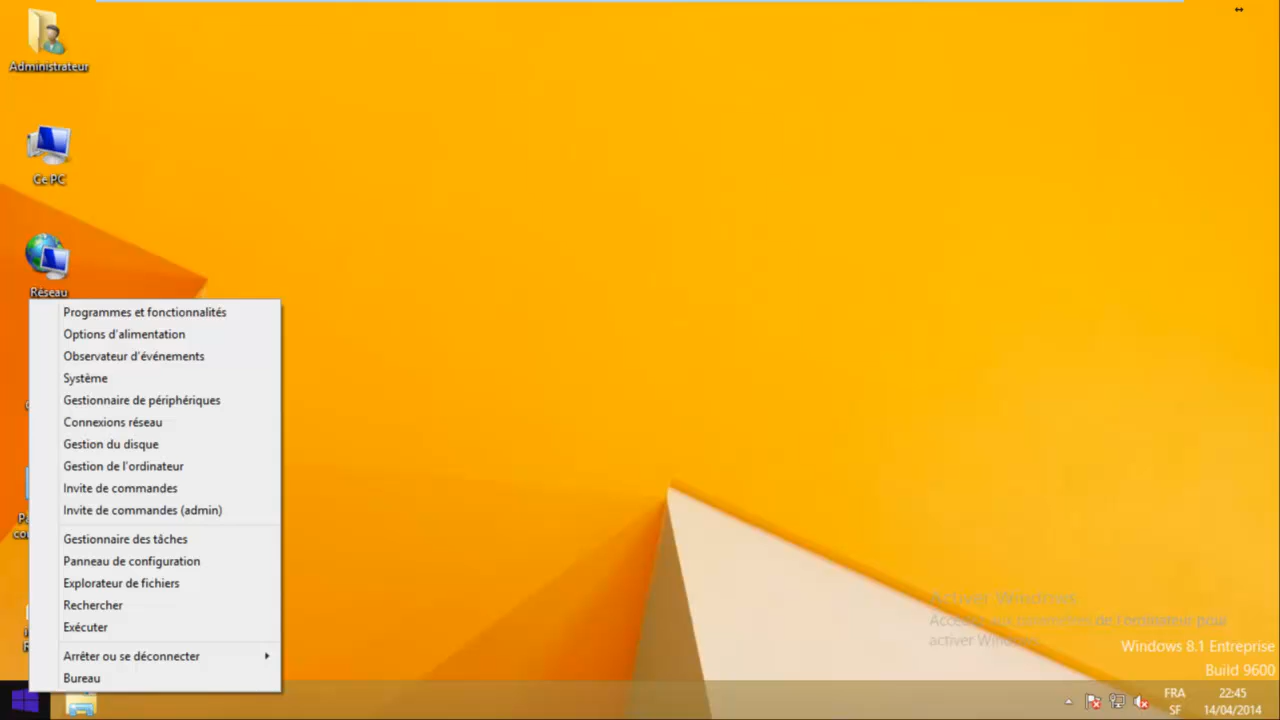 Administrateur
Ce PC
Réseau
Programmes et fonctionnalités
Options d'alimentation
Observateur d'événements
Système
Gestionnaire de périphériques
Connexions réseau
Gestion du disque
Gestion de l'ordinateur
Invite de commandes
Invite de commandes (admin)
Gestionnaire des tâches
Panneau de configuration
Explorateur de fichiers
Rechercher
Exécuter
Arrêter ou se déconnecter
Bureau
Activer Windows
Accédez aux paramètres de l'ordinateur pour
activer Windows.
Windows 8.1 Entreprise
Build 9600
FRA
SF
22:45
14/04/2014